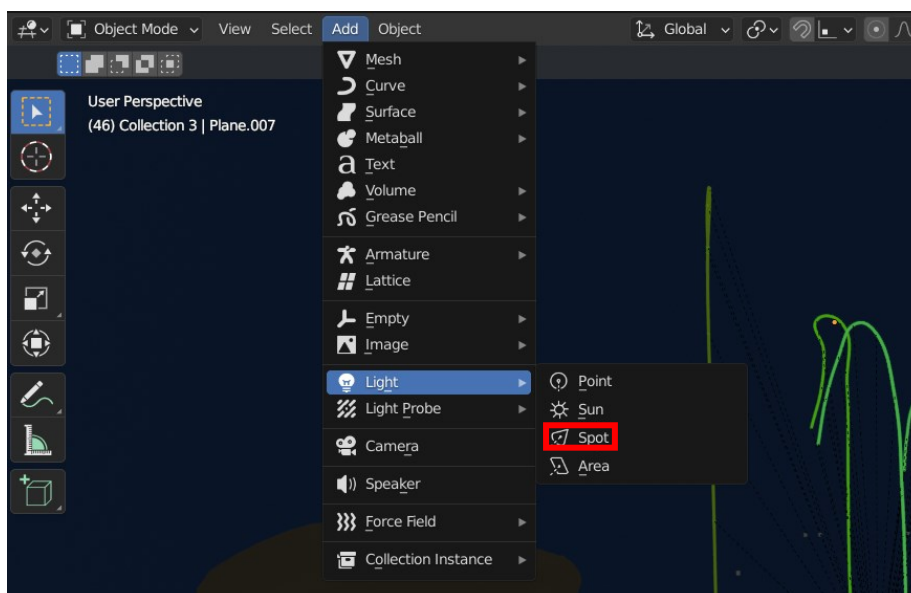 Object Mode View Select Add Object Global
User Perspective
(46) Collection 3 | Plane.007
Mesh
Curve
Surface
Metaball
Text
Volume
Grease Pencil
Armature
Lattice
Empty
Image
Light
Light Probe
Camera
Speaker
Force Field
Collection Instance
Point
Sun
Spot
Area